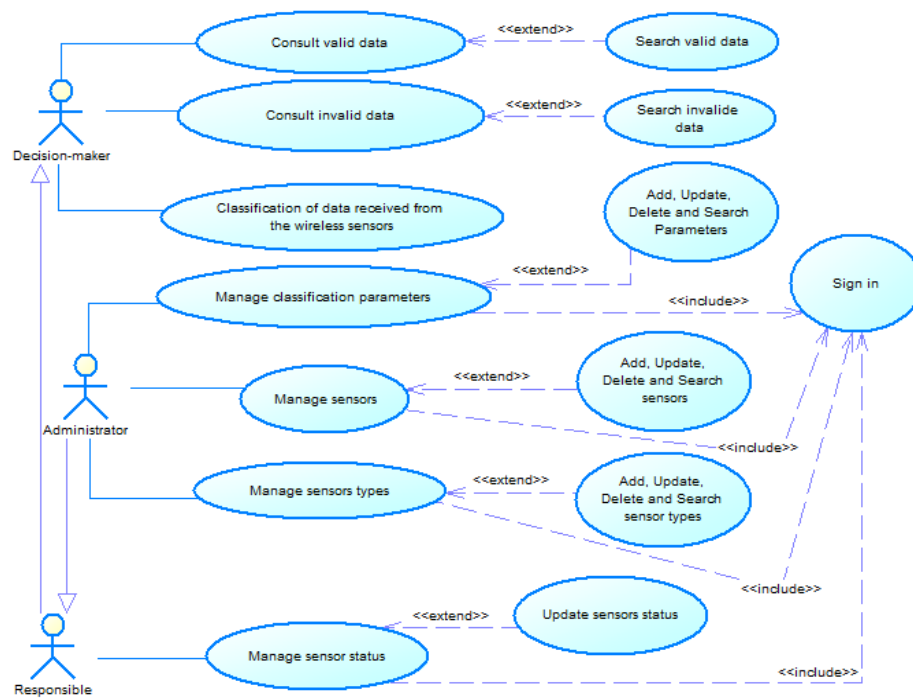 Consult valid data
<<extend>>
Search valid data
Consult invalid data
<<extend>>
Search invalide
data
Decision-maker
Classification of data received from
the wireless sensors
Add, Update,
Delete and Search
Parameters
<<extend>>
Manage classification parameters
<<include>>
Sign in
Administrator
Manage sensors
<<extend>>
Add, Update,
Delete and Search
sensors
<<include>>
Manage sensors types
<<extend>>
Add, Update,
Delete and Search
sensor types
<<include>>
Responsible
Manage sensor status
<<extend>>
Update sensors status
<<include>>